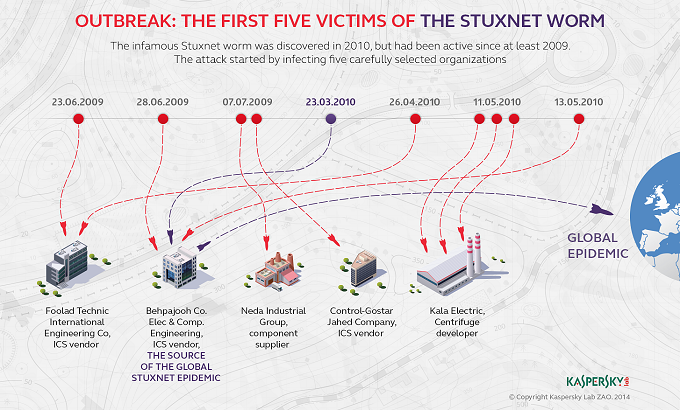 OUTBREAK: THE FIRST FIVE VICTIMS OF THE STUXNET WORM
The infamous Stuxnet worm was discovered in 2010, but had been active since at least 2009.
The attack started by infecting five carefully selected organizations
23.06.2009 28.06.2009 07.07.2009 23.03.2010 26.04.2010 11.05.2010 13.05.2010
GLOBAL
EPIDEMIC
Foolad Technic
International
Engineering Co,
ICS vendor
Behpajooh Co.
Elec & Comp.
Engineering,
ICS vendor,
THE SOURCE
OF THE GLOBAL
STUXNET EPIDEMIC
Neda Industrial
Group,
component
supplier
Control-Gostar
Jahed Company,
ICS vendor
Kala Electric,
Centrifuge
developer
KASPERSKY lab
© Copyright Kaspersky Lab ZAO. 2014